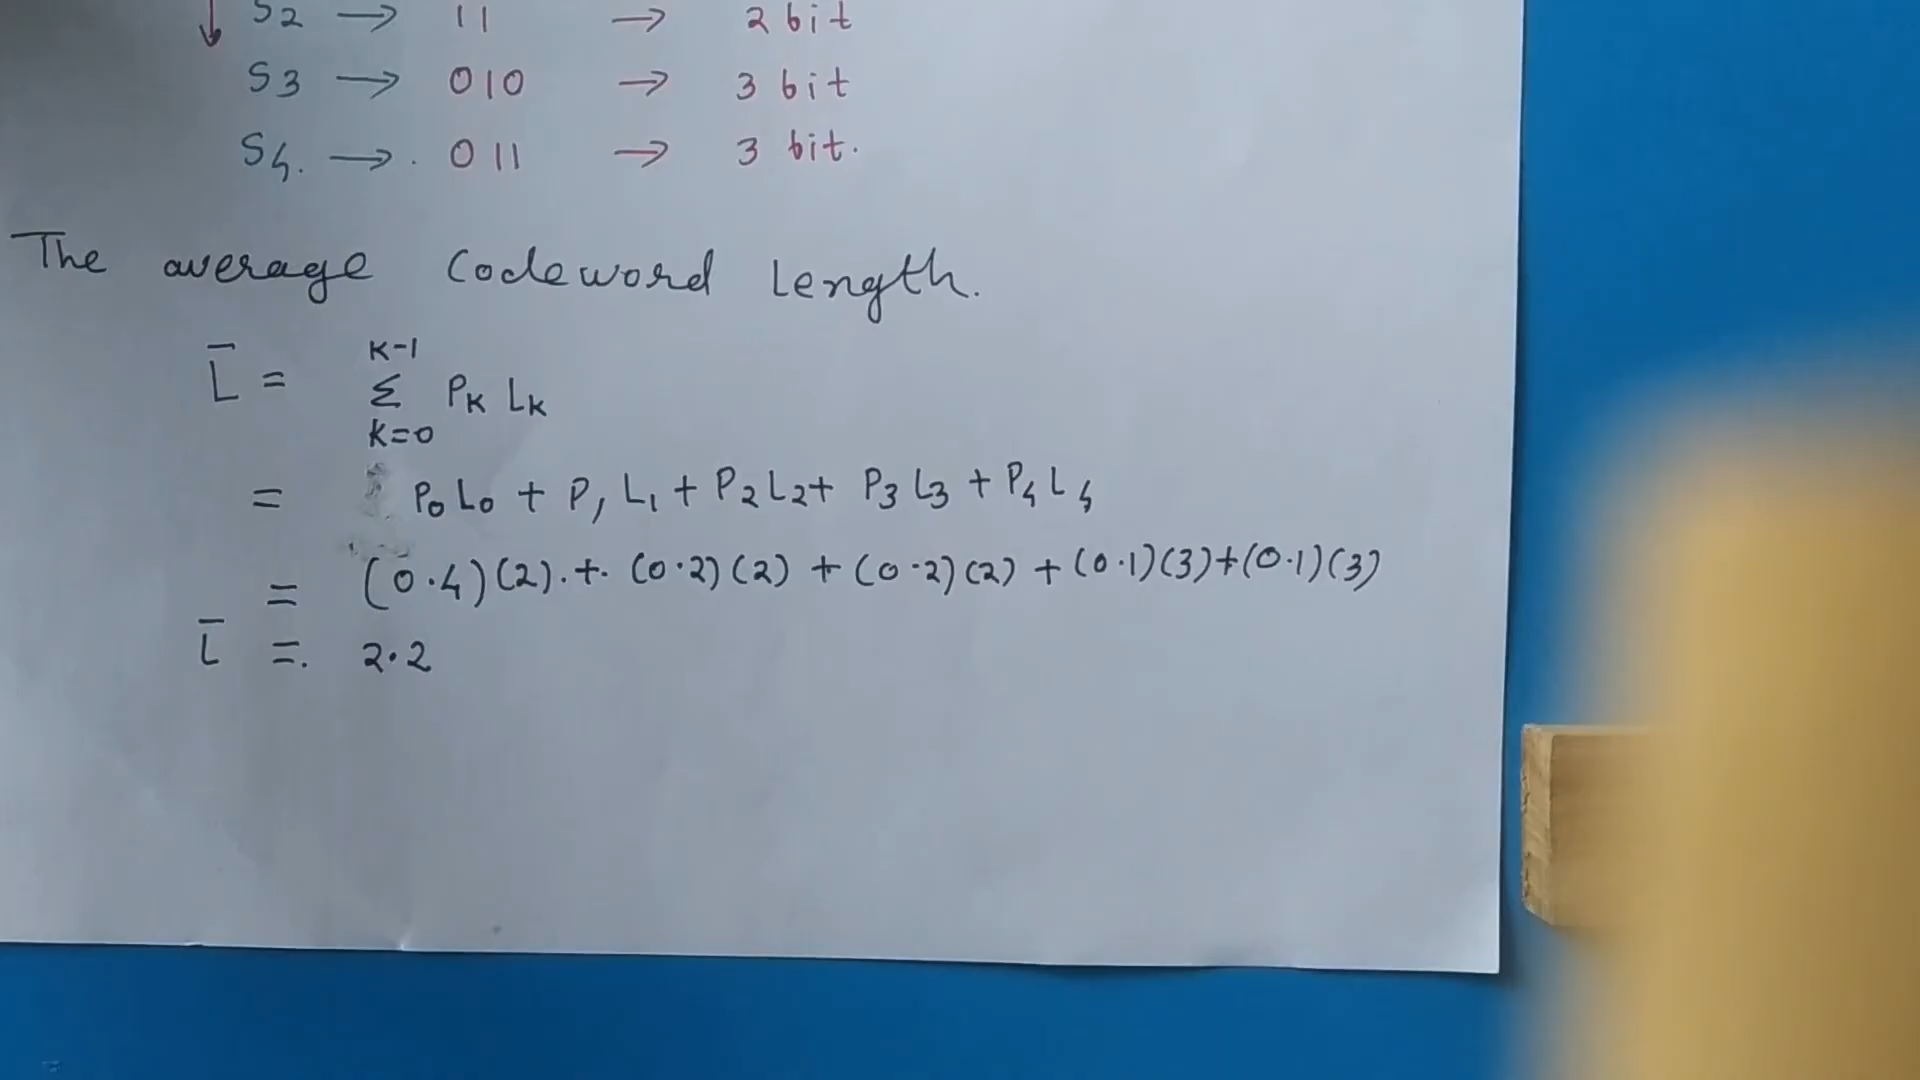 S2 → 11 → 2 bit
S3 → 010 → 3 bit
S4. → . 011 → 3 bit.
The average Codeword Length.
K-1
L̄ = Σ PK LK
K=0
= P0 L0 + P1 L1 + P2 L2 + P3 L3 + P4 L4
= (0.4)(2).+. (0.2)(2) + (0.2)(2) + (0.1)(3)+(0.1)(3)
L̄ =. 2.2